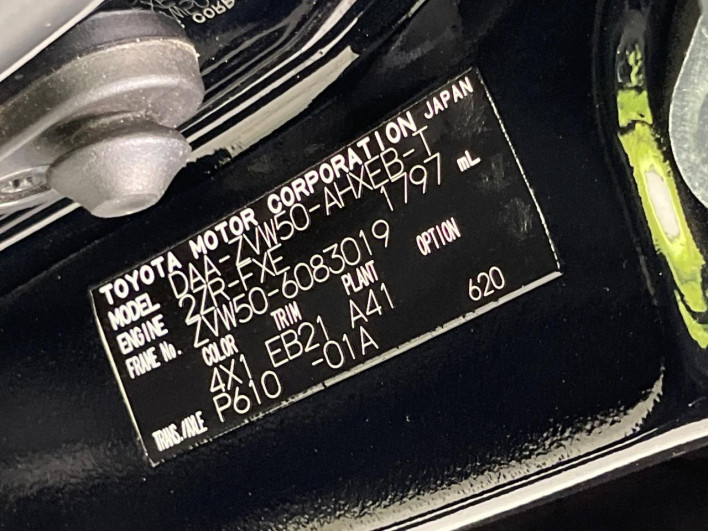 TOYOTA MOTOR CORPORATION JAPAN
MODEL DAA-ZVW50-AHXEB-T
ENGINE 2ZR-FXE 1797 mL
FRAME No. ZVW50-6083019
COLOR TRIM PLANT OPTION
4X1 EB21 A41 620
TRANS./AXLE P610 -01A